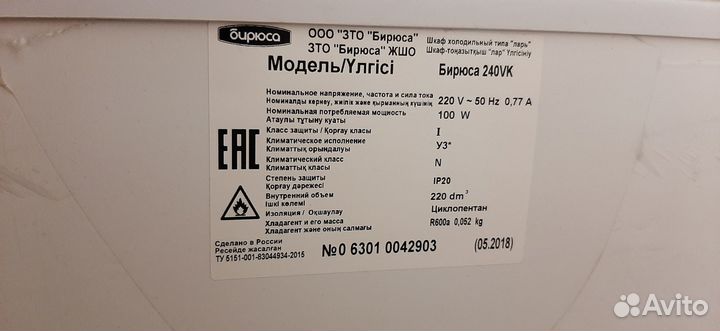 бирюса
ООО "ЗТО "Бирюса"
ЗТО "Бирюса" ЖШО
Шкаф холодильный типа "ларь"
Шкаф-тоңазытқыш "лар" Үлгісініү
Модель/Үлгісі
Бирюса 240VK
Номинальное напряжение, частота и сила тока
Номиналды кернеу, жиілік және қырманның күшінің
220 V ~ 50 Hz 0,77 A
Номинальная потребляемая мощность
Атаулы тұтыну қуаты
100 W
Класс защиты / Қорғау класы
I
Климатическое исполнение
Климаттық орындалуы
У3*
Климатический класс
Климаттық класы
N
Степень защиты
Қорғау дәрежесі
IP20
Внутренний объем
Ішкі көлемі
220 dm³
Изоляция / Оқшаулау
Циклопентан
Хладагент и его масса
Хладагент және оның салмағы
R600a 0,052 kg
EAC
Сделано в России
Ресейде жасалған
ТУ 5151-001-83044934-2015
№0 6301 0042903
(05.2018)
Avito